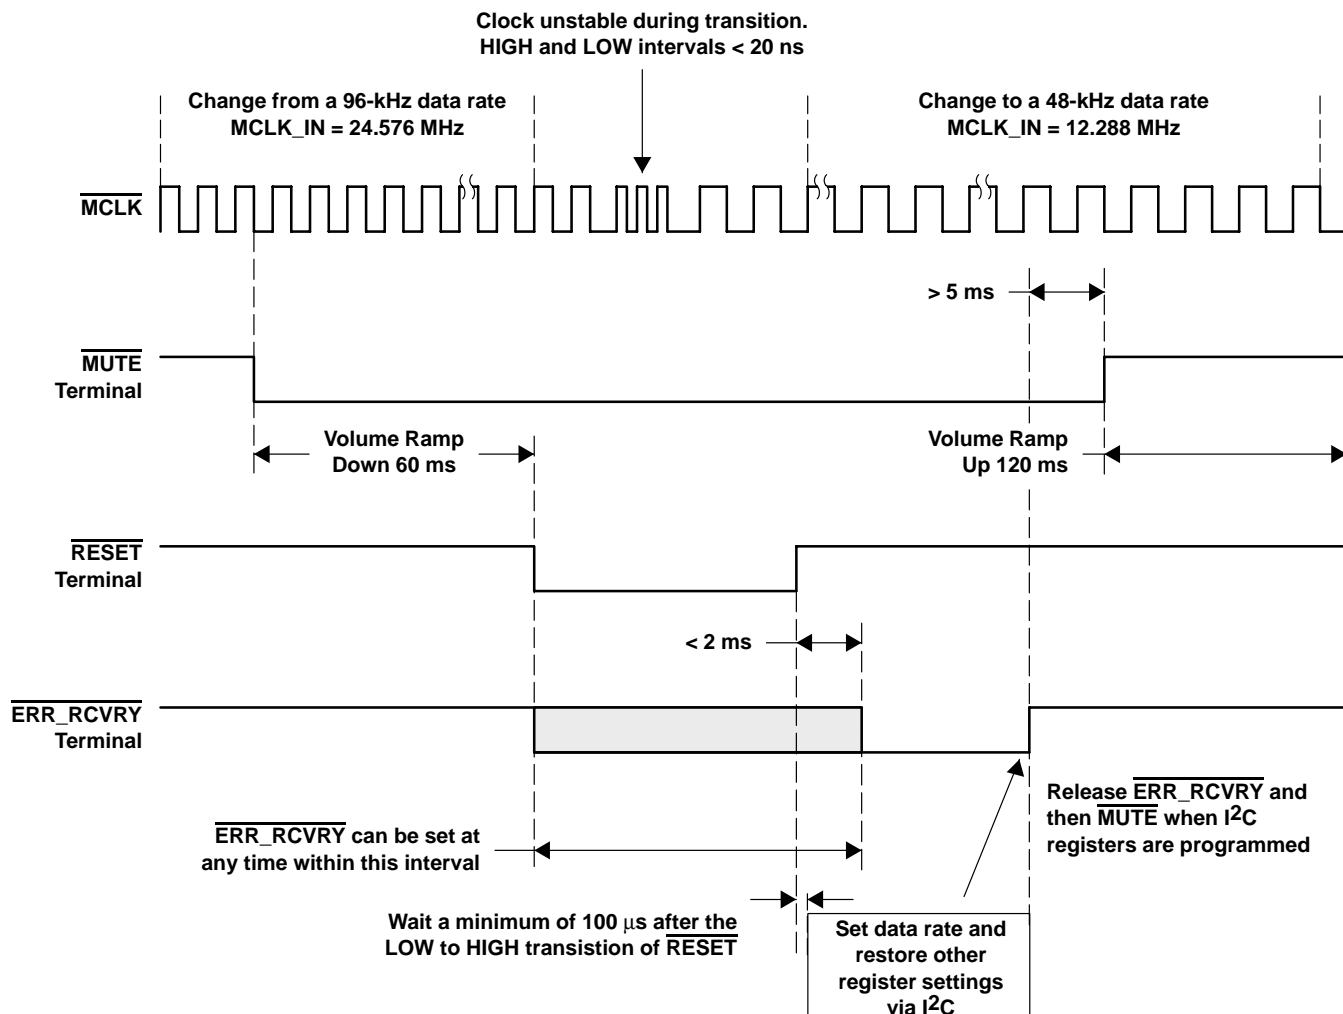 Clock unstable during transition.
HIGH and LOW intervals < 20 ns
Change from a 96-kHz data rate
MCLK_IN = 24.576 MHz
Change to a 48-kHz data rate
MCLK_IN = 12.288 MHz
MCLK
> 5 ms
MUTE
Terminal
Volume Ramp
Down 60 ms
Volume Ramp
Up 120 ms
RESET
Terminal
< 2 ms
ERR_RCVRY
Terminal
Release ERR_RCVRY and
then MUTE when I2C
registers are programmed
ERR_RCVRY can be set at
any time within this interval
Wait a minimum of 100 μs after the
LOW to HIGH transistion of RESET
Set data rate and
restore other
register settings
via I2C